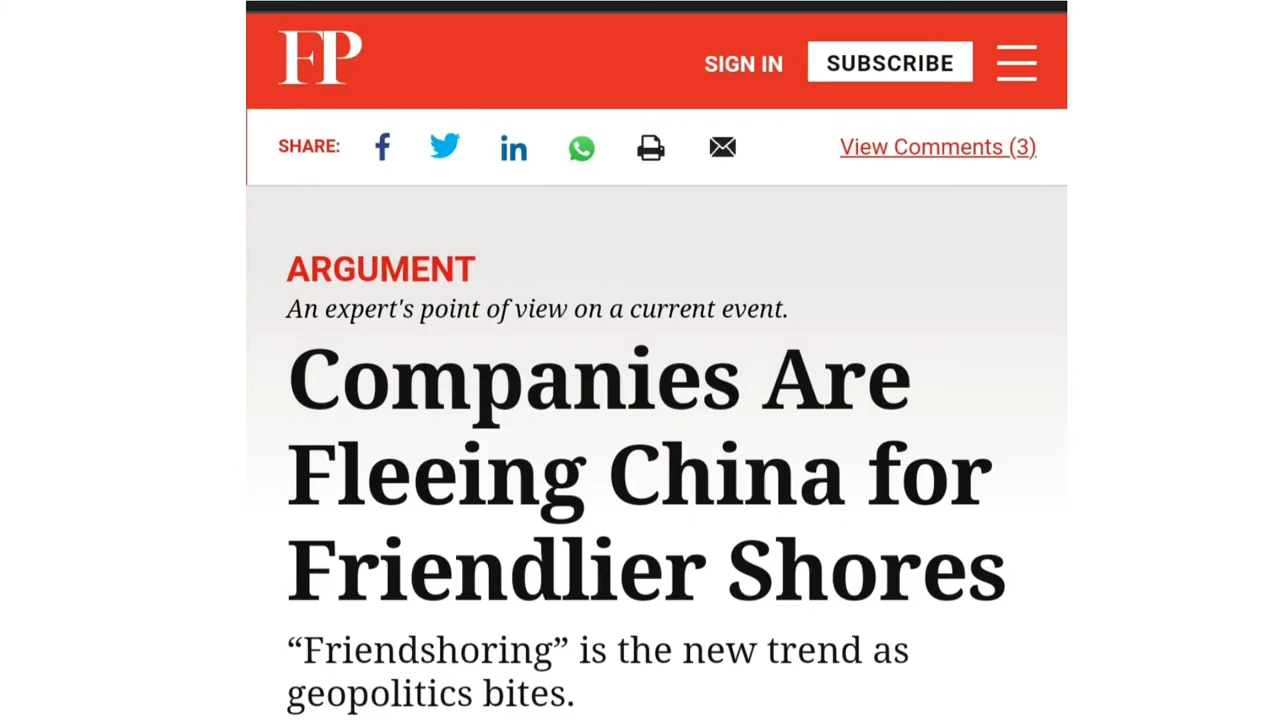 FP
SIGN IN
SUBSCRIBE
SHARE:
View Comments (3)
ARGUMENT
An expert's point of view on a current event.
Companies Are
Fleeing China for
Friendlier Shores
“Friendshoring” is the new trend as
geopolitics bites.